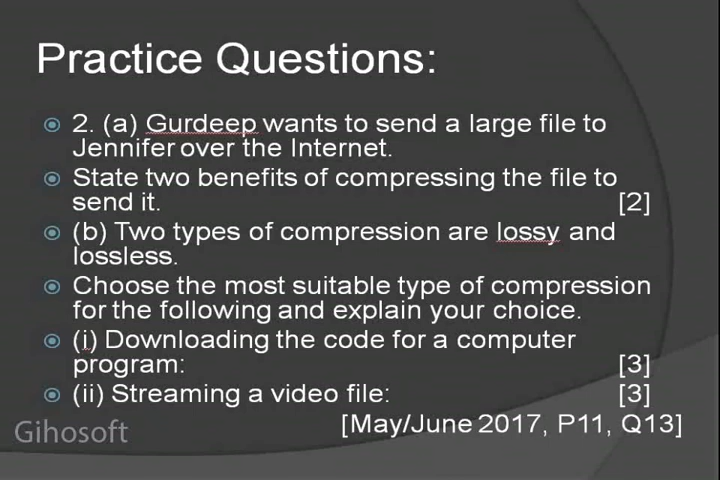 Practice Questions:
2. (a) Gurdeep wants to send a large file to
Jennifer over the Internet.
State two benefits of compressing the file to
send it. [2]
(b) Two types of compression are lossy and
lossless.
Choose the most suitable type of compression
for the following and explain your choice.
(i) Downloading the code for a computer
program: [3]
(ii) Streaming a video file: [3]
[May/June 2017, P11, Q13]
Gihosoft